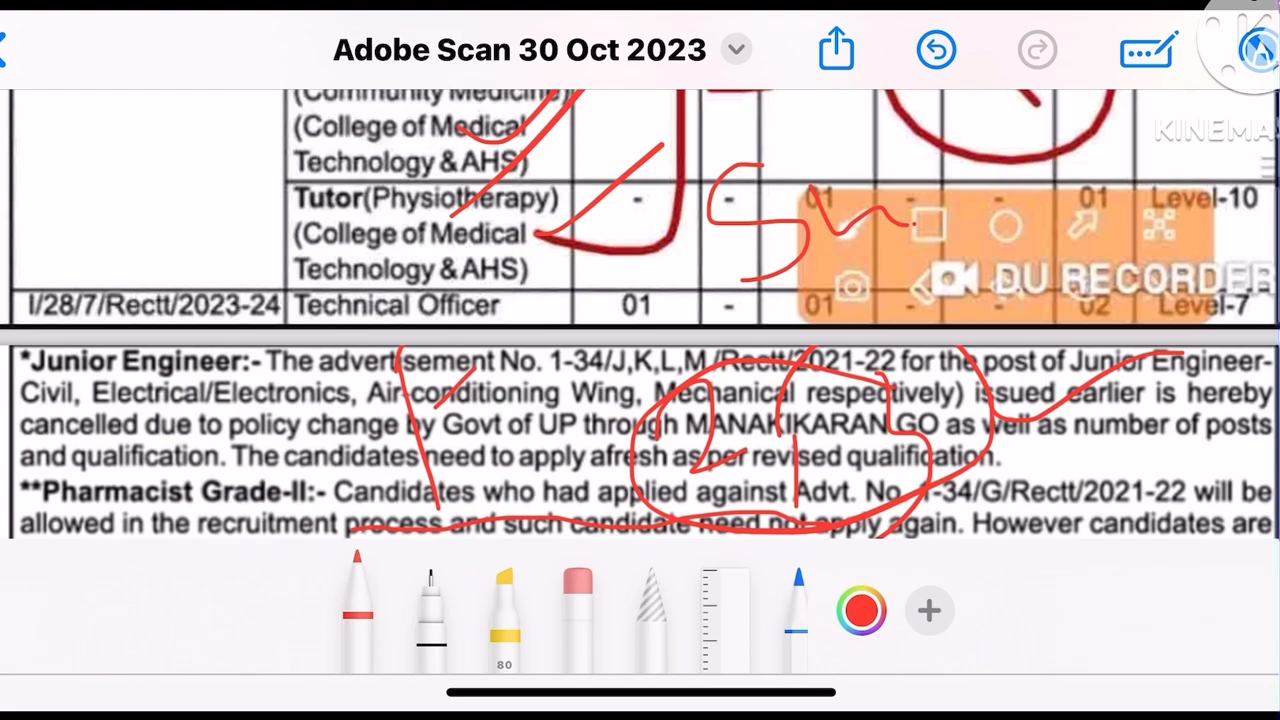 Adobe Scan 30 Oct 2023
KINEMA
(Community Medicine)
(College of Medical
Technology & AHS)
Tutor(Physiotherapy) - - 01 - - 01 Level-10
(College of Medical
Technology & AHS)
DU RECORDER
I/28/7/Rectt/2023-24 Technical Officer 01 - 01 - - 02 Level-7
*Junior Engineer:- The advertisement No. 1-34/J,K,L,M/Rectt/2021-22 for the post of Junior Engineer-
Civil, Electrical/Electronics, Air-conditioning Wing, Mechanical respectively) issued earlier is hereby
cancelled due to policy change by Govt of UP through MANAKIKARAN GO as well as number of posts
and qualification. The candidates need to apply afresh as per revised qualification.
**Pharmacist Grade-II:- Candidates who had applied against Advt. No. 1-34/G/Rectt/2021-22 will be
allowed in the recruitment process and such candidate need not apply again. However candidates are
80